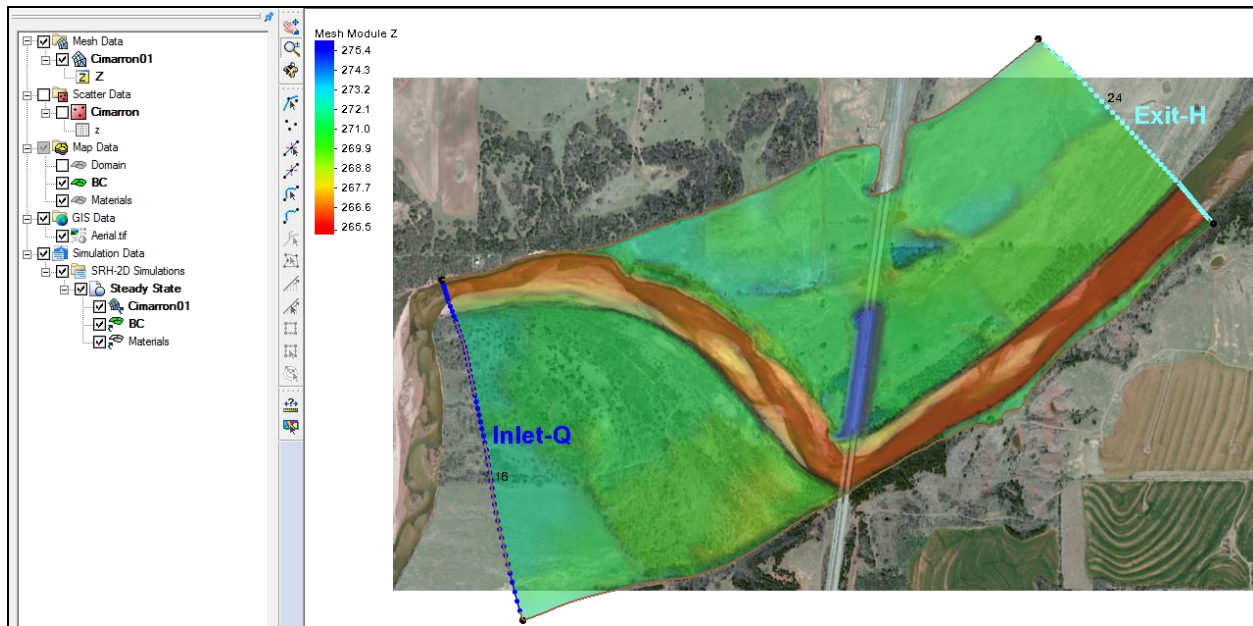 Mesh Data
Cimarron01
Z
Scatter Data
Cimarron
z
Map Data
Domain
BC
Materials
GIS Data
Aerial.tif
Simulation Data
SRH-2D Simulations
Steady State
Cimarron01
BC
Materials
Mesh Module Z
275.4
274.3
273.2
272.1
271.0
269.9
268.8
267.7
266.6
265.5
24
Exit-H
Inlet-Q
16